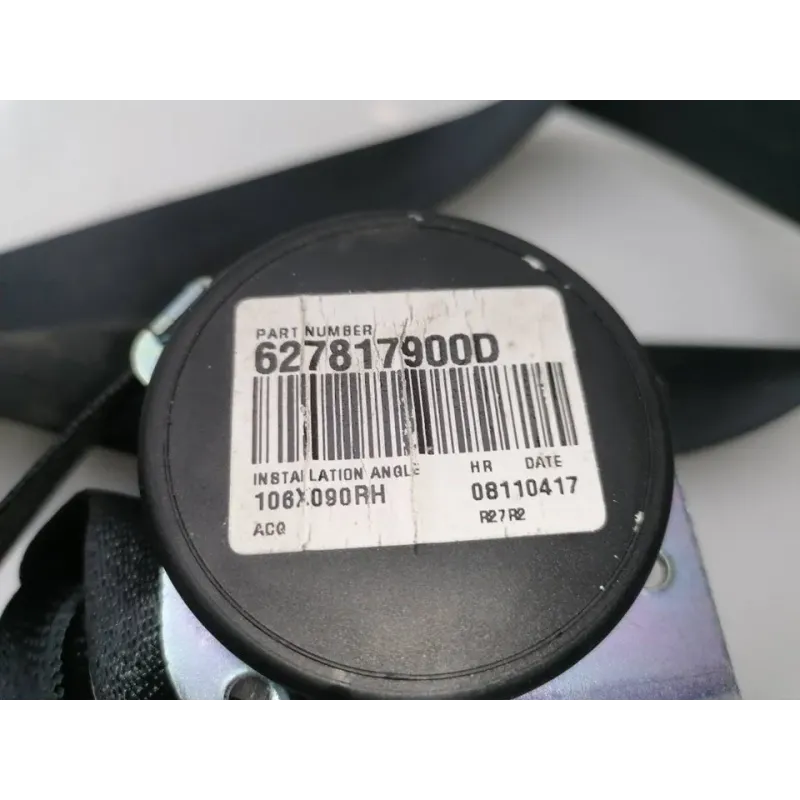 PART NUMBER
627817900D
INSTALLATION ANGLE HR DATE
106X090RH 08110417
ACQ R27R2